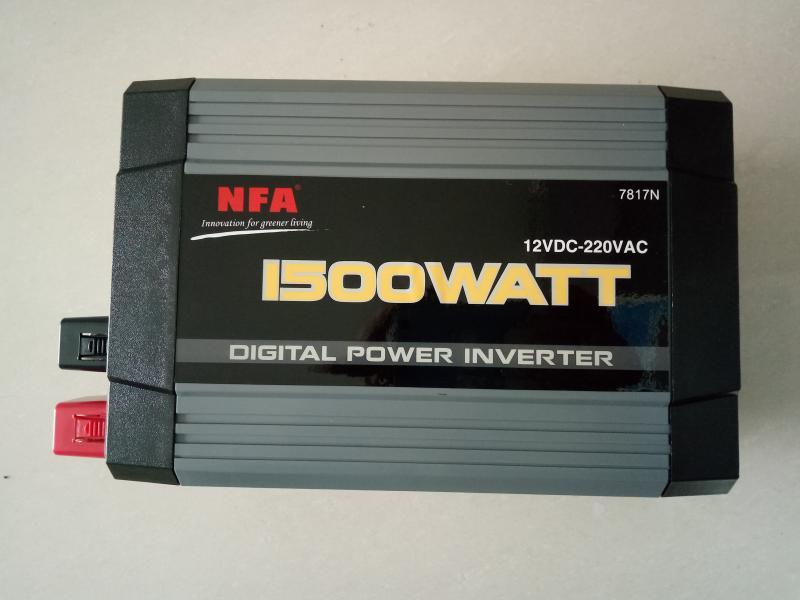 NFA®
Innovation for greener living
7817N
12VDC-220VAC
1500WATT
DIGITAL POWER INVERTER